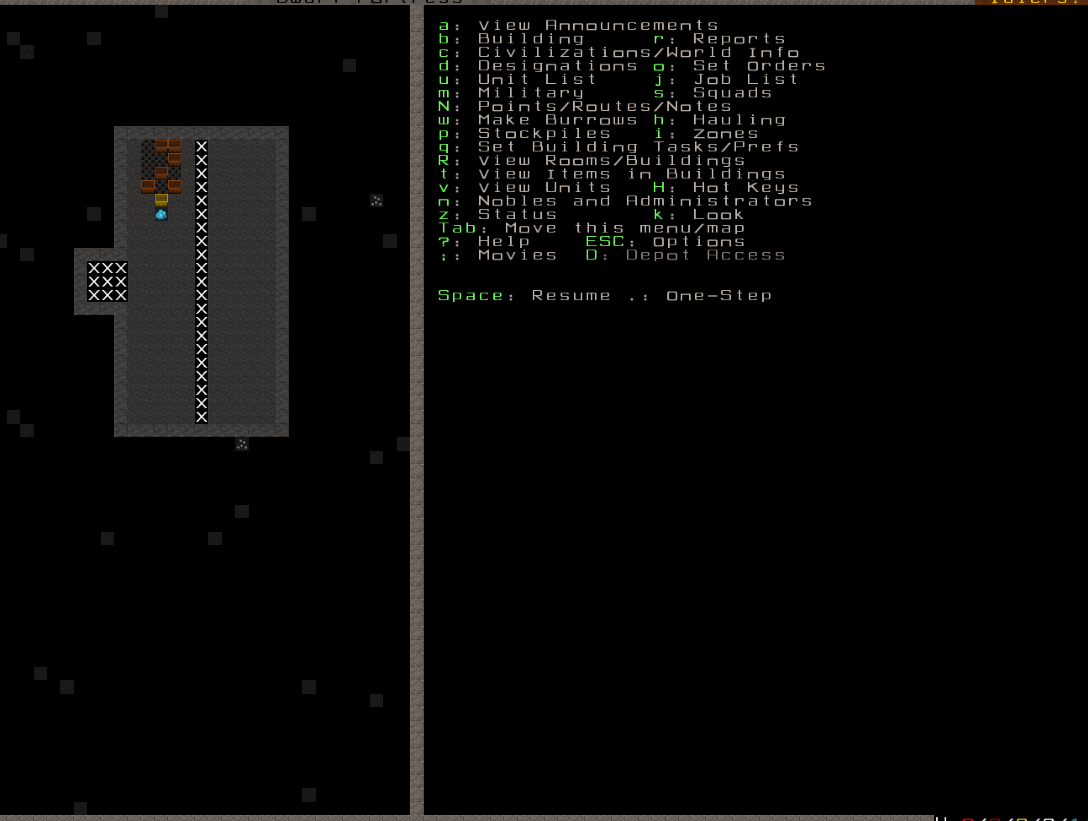 Dwarf Fortress
a: View Announcements
b: Building r: Reports
c: Civilizations/World Info
d: Designations o: Set Orders
u: Unit List j: Job List
m: Military s: Squads
N: Points/Routes/Notes
w: Make Burrows h: Hauling
p: Stockpiles i: Zones
q: Set Building Tasks/Prefs
R: View Rooms/Buildings
t: View Items in Buildings
v: View Units H: Hot Keys
n: Nobles and Administrators
z: Status k: Look
Tab: Move this menu/map
?: Help ESC: Options
;: Movies D: Depot Access
Space: Resume .: One-Step